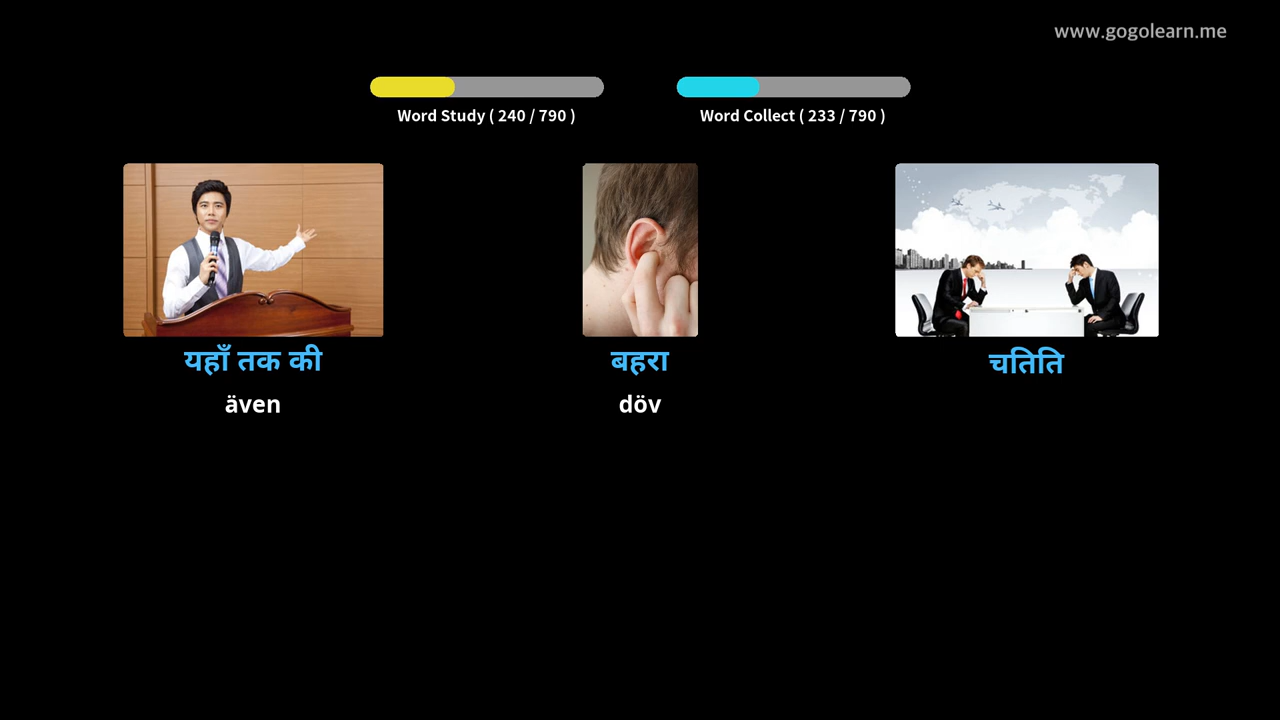 www.gogolearn.me
Word Study ( 240 / 790 )
Word Collect ( 233 / 790 )
यहाँ तक की
बहरा
चतिति
även
döv